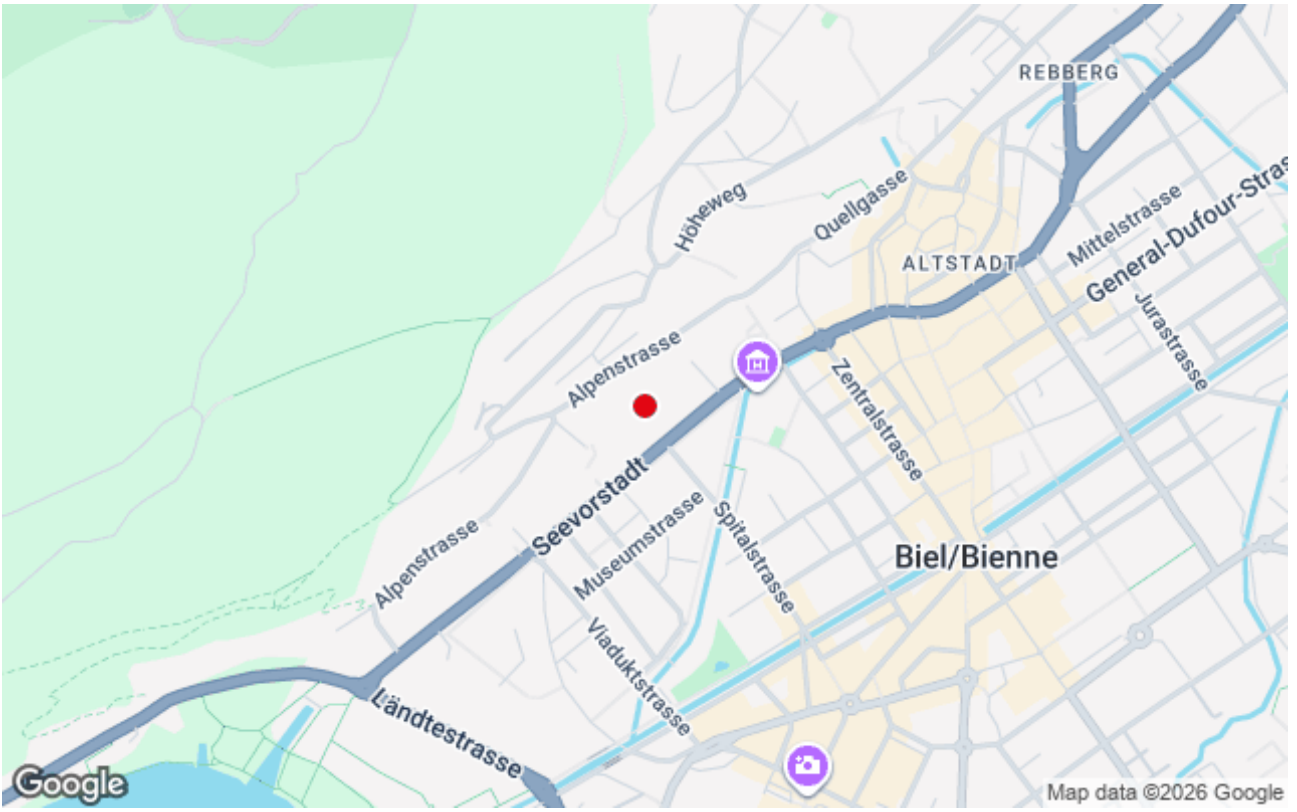 REBBERG
Höheweg
Quellgasse
Mittelstrasse
General-Dufour-Stras
ALTSTADT
Jurastrasse
Alpenstrasse
Zentralstrasse
Seevorstadt
Museumstrasse
Spitalstrasse
Biel/Bienne
Alpenstrasse
Viaduktstrasse
Ländtestrasse
H
Google
Map data ©2026 Google